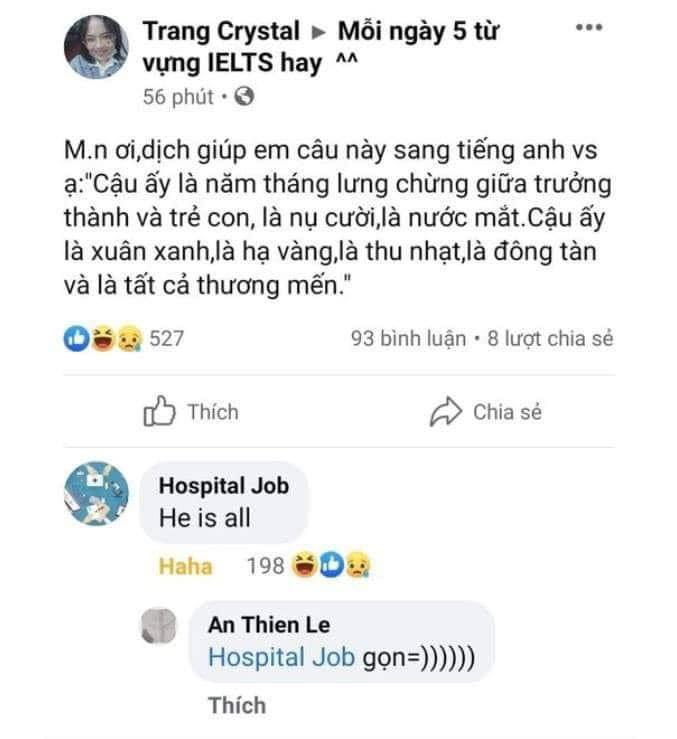 Trang Crystal ▸ Mỗi ngày 5 từ
vựng IELTS hay ^^
56 phút •
M.n ơi,dịch giúp em câu này sang tiếng anh vs
ạ:"Cậu ấy là năm tháng lưng chừng giữa trưởng
thành và trẻ con, là nụ cười,là nước mắt.Cậu ấy
là xuân xanh,là hạ vàng,là thu nhạt,là đông tàn
và là tất cả thương mến."
527 93 bình luận • 8 lượt chia sẻ
Thích Chia sẻ
Hospital Job
He is all
Haha 198
An Thien Le
Hospital Job gọn=))))))
Thích